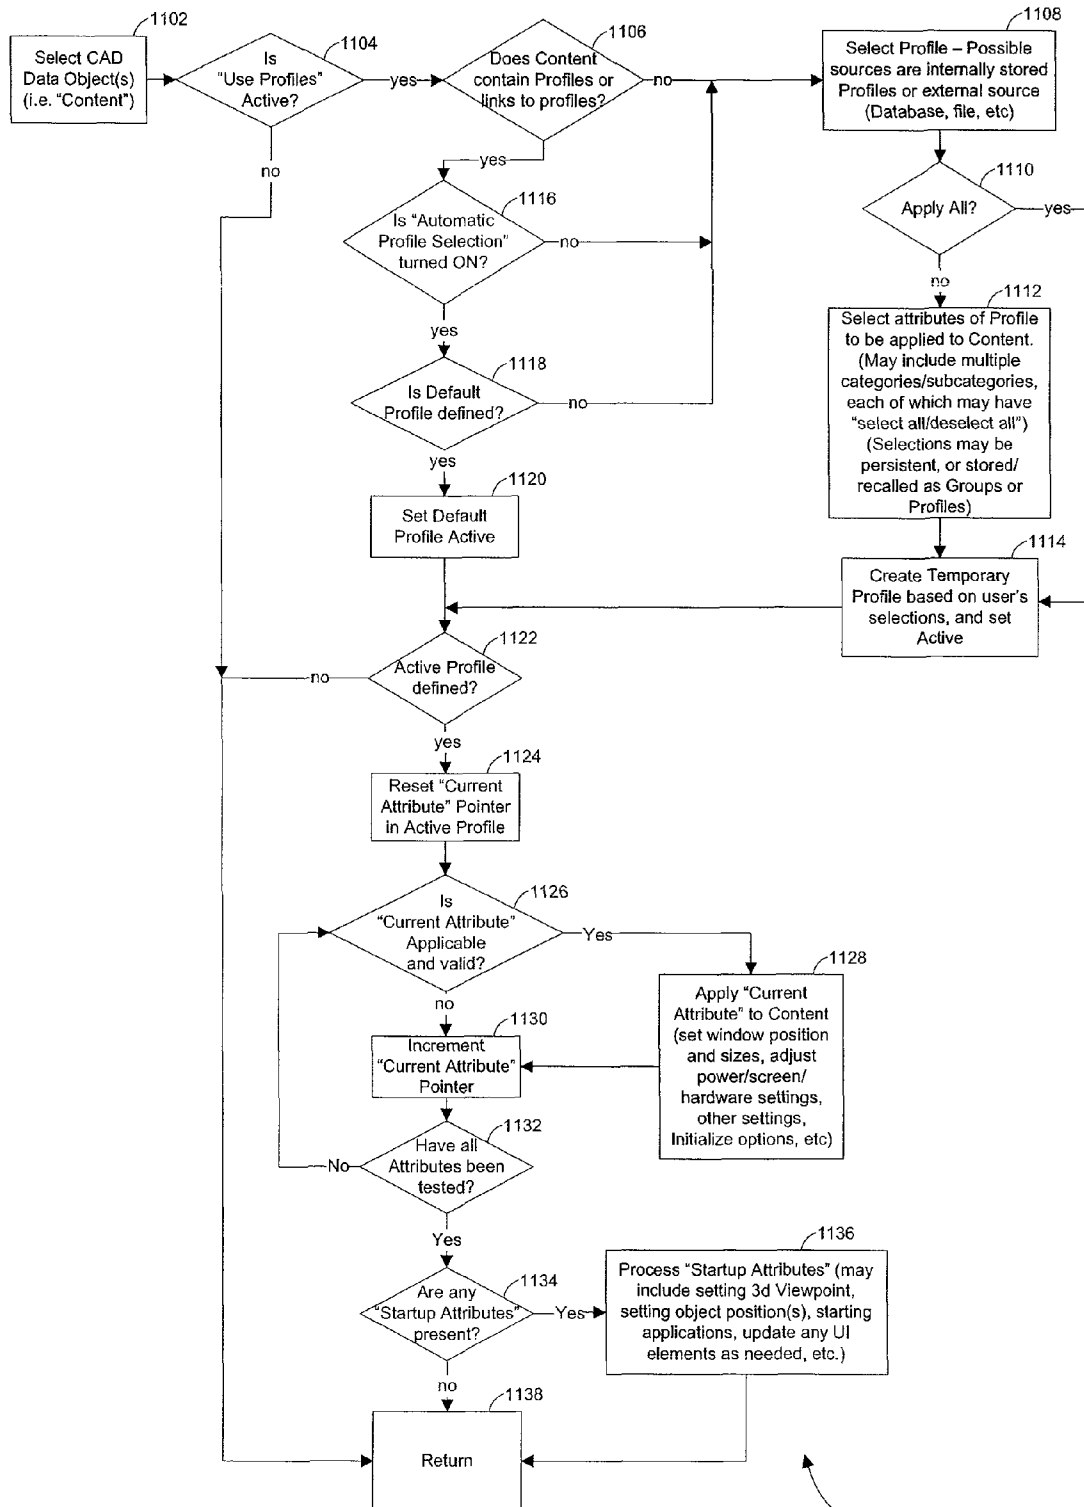 1102
Select CAD
Data Object(s)
(i.e. “Content”)
1104
Is
“Use Profiles”
Active?
yes
no
1106
Does Content
contain Profiles or
links to profiles?
no
yes
1108
Select Profile – Possible
sources are internally stored
Profiles or external source
(Database, file, etc)
1110
Apply All?
yes
no
1112
Select attributes of Profile
to be applied to Content.
(May include multiple
categories/subcategories,
each of which may have
“select all/deselect all”)
(Selections may be
persistent, or stored/
recalled as Groups or
Profiles)
1114
Create Temporary
Profile based on user’s
selections, and set
Active
1116
Is “Automatic
Profile Selection”
turned ON?
no
yes
1118
Is Default
Profile defined?
no
yes
1120
Set Default
Profile Active
1122
Active Profile
defined?
no
yes
1124
Reset “Current
Attribute” Pointer
in Active Profile
1126
Is
“Current Attribute”
Applicable
and valid?
Yes
no
1128
Apply “Current
Attribute” to Content
(set window position
and sizes, adjust
power/screen/
hardware settings,
other settings,
Initialize options, etc)
1130
Increment
“Current Attribute”
Pointer
1132
Have all
Attributes been
tested?
No
Yes
1134
Are any
“Startup Attributes”
present?
Yes
no
1136
Process “Startup Attributes” (may
include setting 3d Viewpoint,
setting object position(s), starting
applications, update any UI
elements as needed, etc.)
1138
Return